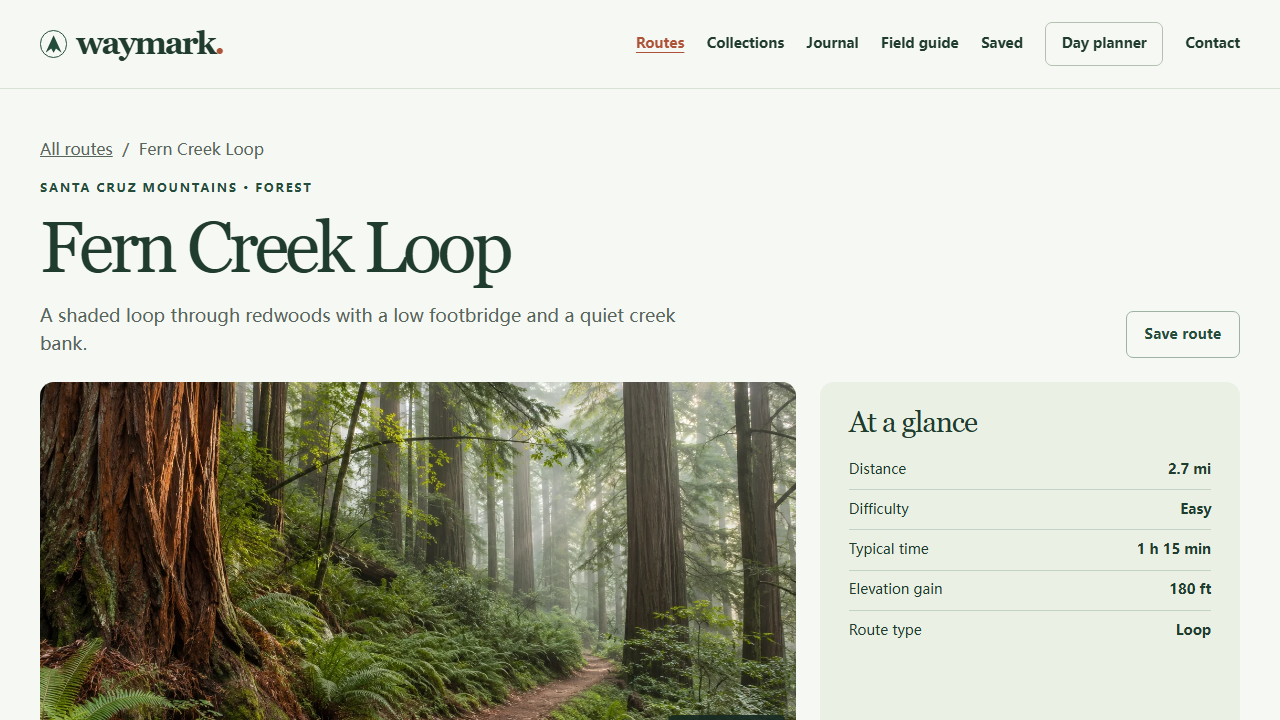 waymark.
Routes Collections Journal Field guide Saved Day planner Contact
All routes / Fern Creek Loop
SANTA CRUZ MOUNTAINS • FOREST
Fern Creek Loop
A shaded loop through redwoods with a low footbridge and a quiet creek
bank.
Save route
At a glance
Distance 2.7 mi
Difficulty Easy
Typical time 1 h 15 min
Elevation gain 180 ft
Route type Loop